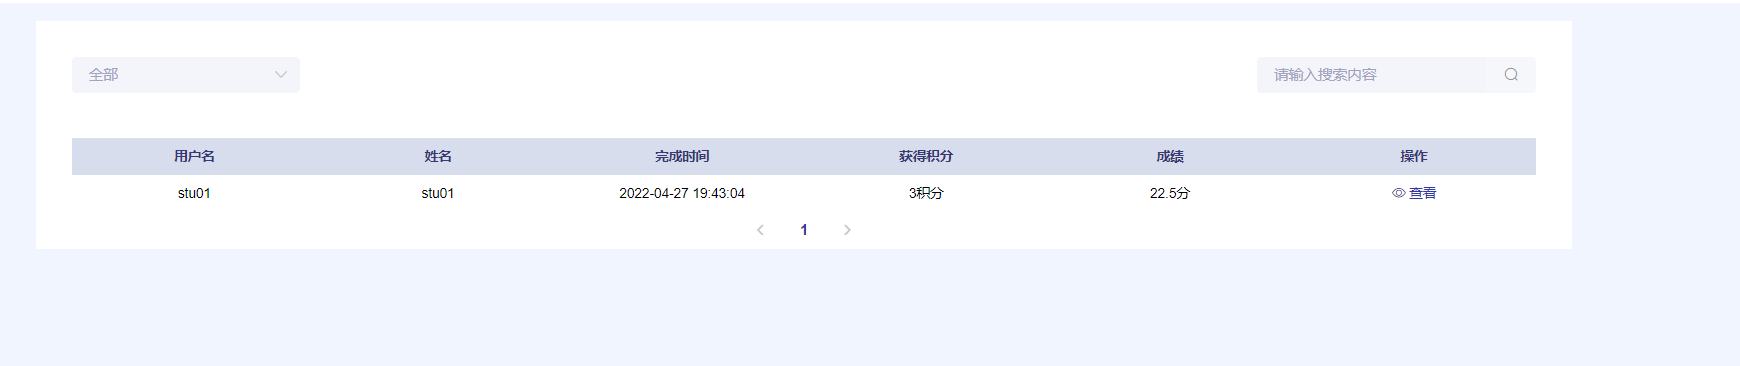 全部
请输入搜索内容
用户名 姓名 完成时间 获得积分 成绩 操作
stu01 stu01 2022-04-27 19:43:04 3积分 22.5分 查看
1